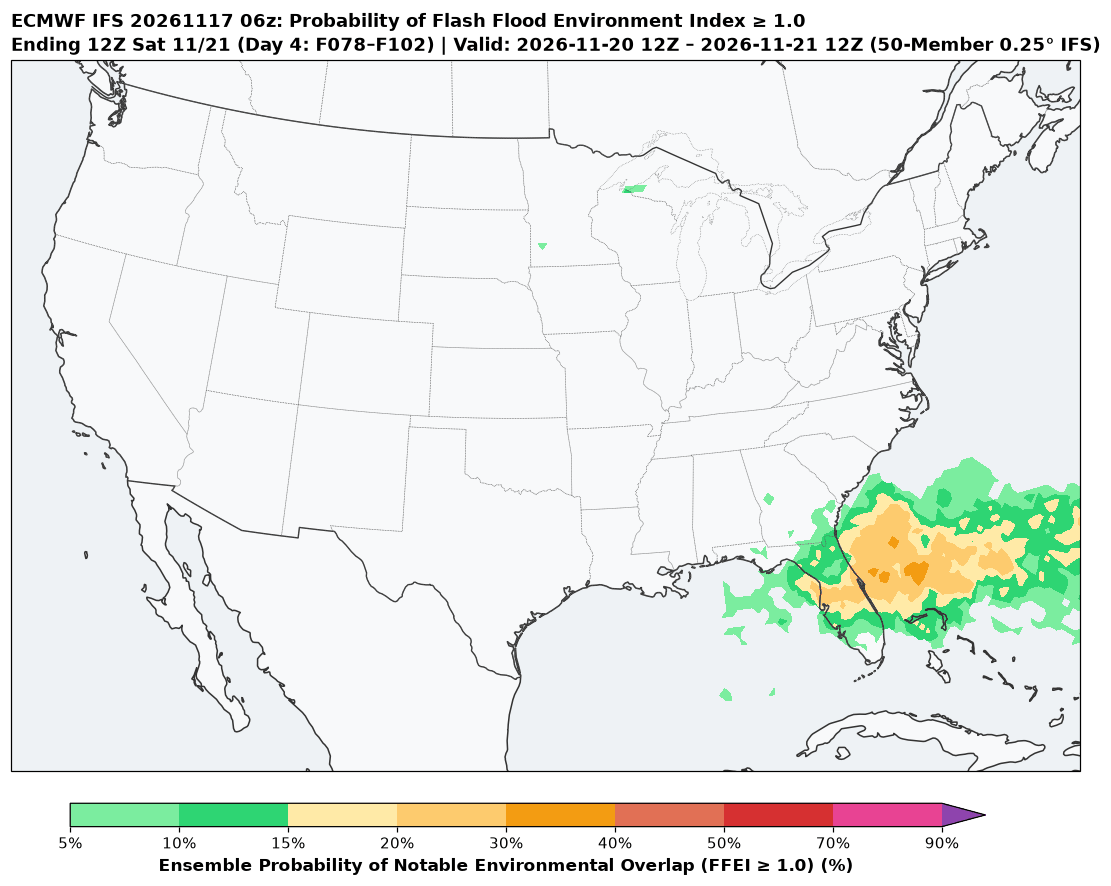 ECMWF IFS 20261117 06z: Probability of Flash Flood Environment Index ≥ 1.0
Ending 12Z Sat 11/21 (Day 4: F078–F102) | Valid: 2026-11-20 12Z – 2026-11-21 12Z (50-Member 0.25° IFS)
5% 10% 15% 20% 30% 40% 50% 70% 90%
Ensemble Probability of Notable Environmental Overlap (FFEI ≥ 1.0) (%)